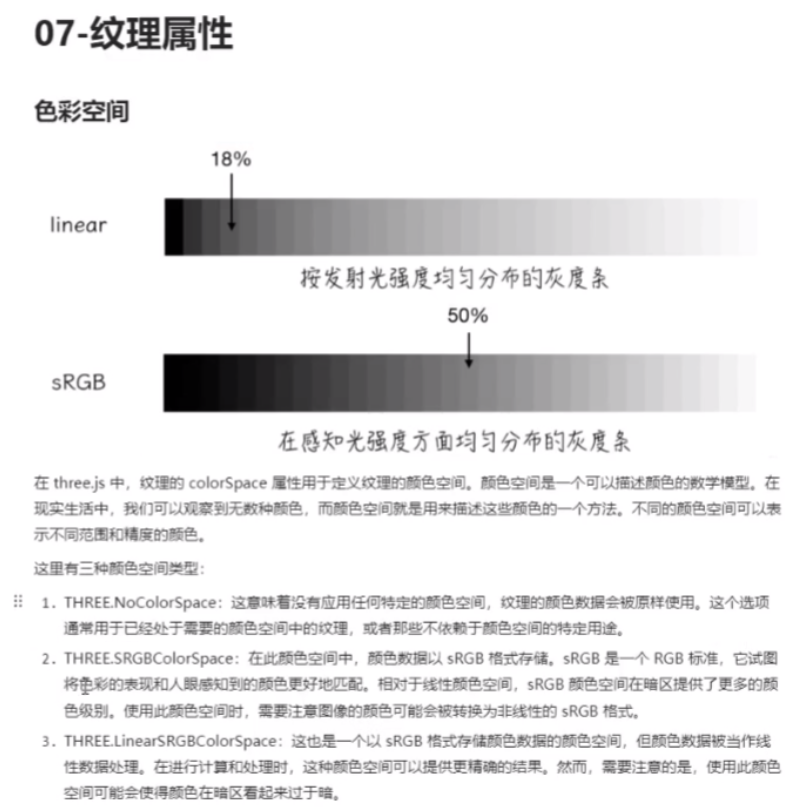 07-纹理属性
色彩空间
18%
linear
按发射光强度均匀分布的灰度条
50%
sRGB
在感知光强度方面均匀分布的灰度条
在 three.js 中，纹理的 colorSpace 属性用于定义纹理的颜色空间。颜色空间是一个可以描述颜色的数学模型。在
现实生活中，我们可以观察到无数种颜色，而颜色空间就是用来描述这些颜色的一个方法。不同的颜色空间可以表
示不同范围和精度的颜色。
这里有三种颜色空间类型：
1. THREE.NoColorSpace：这意味着没有应用任何特定的颜色空间，纹理的颜色数据会被原样使用。这个选项
通常用于已经处于需要的颜色空间中的纹理，或者那些不依赖于颜色空间的特定用途。
2. THREE.SRGBColorSpace：在此颜色空间中，颜色数据以 sRGB 格式存储。sRGB 是一个 RGB 标准，它试图
将色彩的表现和人眼感知到的颜色更好地匹配。相对于线性颜色空间，sRGB 颜色空间在暗区提供了更多的颜
色级别。使用此颜色空间时，需要注意图像的颜色可能会被转换为非线性的 sRGB 格式。
3. THREE.LinearSRGBColorSpace：这也是一个以 sRGB 格式存储颜色数据的颜色空间，但颜色数据被当作线
性数据处理。在进行计算和处理时，这种颜色空间可以提供更精确的结果。然而，需要注意的是，使用此颜色
空间可能会使得颜色在暗区看起来过于暗。